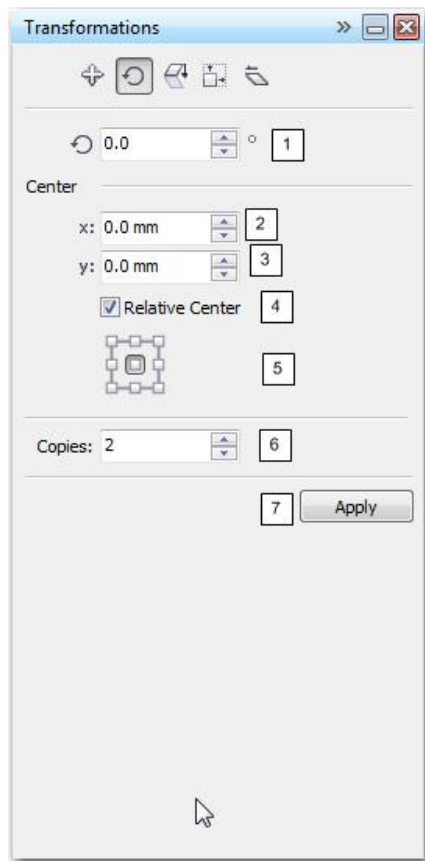 Transformations
0.0 ° 1
Center
x: 0.0 mm 2
y: 0.0 mm 3
Relative Center 4
5
Copies: 2 6
7 Apply